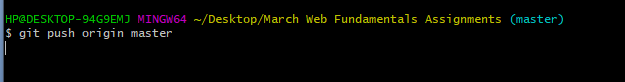 HP@DESKTOP-94G9EMJ MINGW64 ~/Desktop/March Web Fundamentals Assignments (master)
$ git push origin master